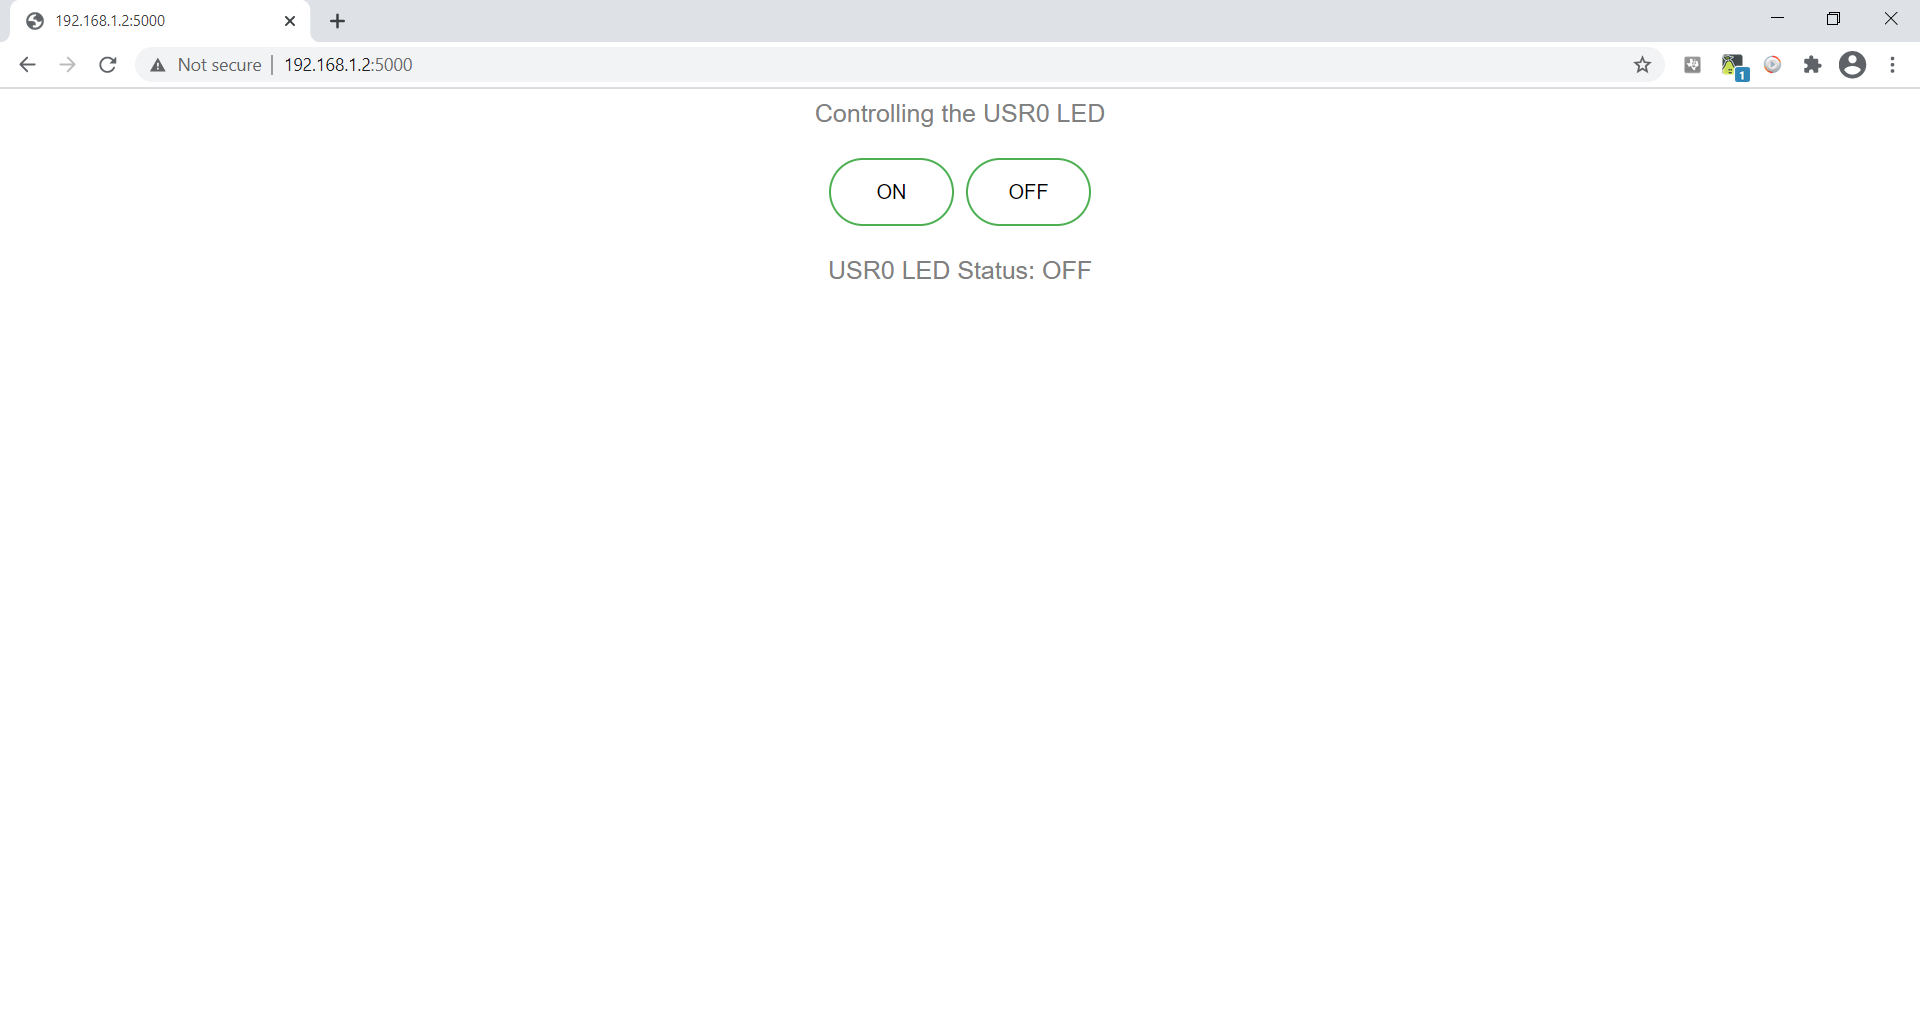 192.168.1.2:5000
Not secure | 192.168.1.2:5000
1
Controlling the USR0 LED
ON OFF
USR0 LED Status: OFF